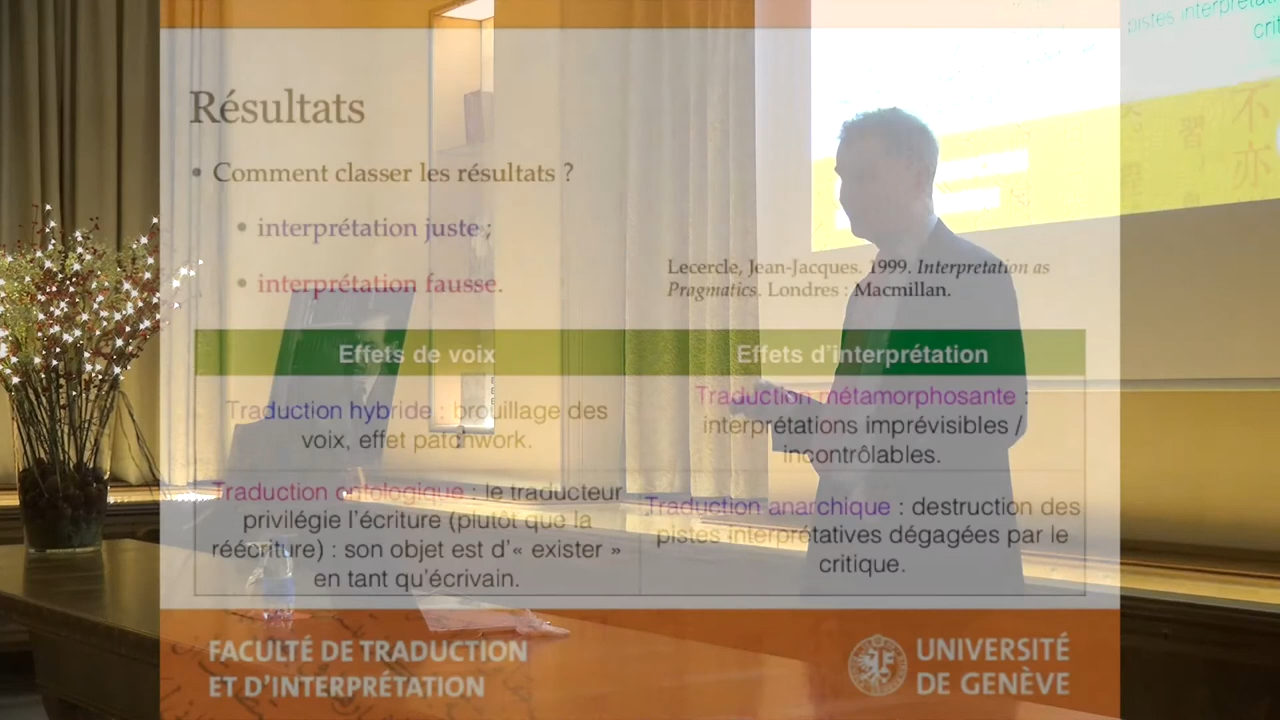 Résultats
• Comment classer les résultats ?
• interprétation juste ;
• interprétation fausse.
Lecercle, Jean-Jacques. 1999. Interpretation as
Pragmatics. Londres : Macmillan.
Effets de voix
Effets d'interprétation
Traduction hybride : brouillage des
voix, effet patchwork.
Traduction métamorphosante :
interprétations imprévisibles /
incontrôlables.
Traduction ontologique : le traducteur
privilégie l'écriture (plutôt que la
réécriture) : son objet est d'« exister »
en tant qu'écrivain.
Traduction anarchique : destruction des
pistes interprétatives dégagées par le
critique.
FACULTÉ DE TRADUCTION
ET D'INTERPRÉTATION
UNIVERSITÉ
DE GENÈVE
不
習
亦